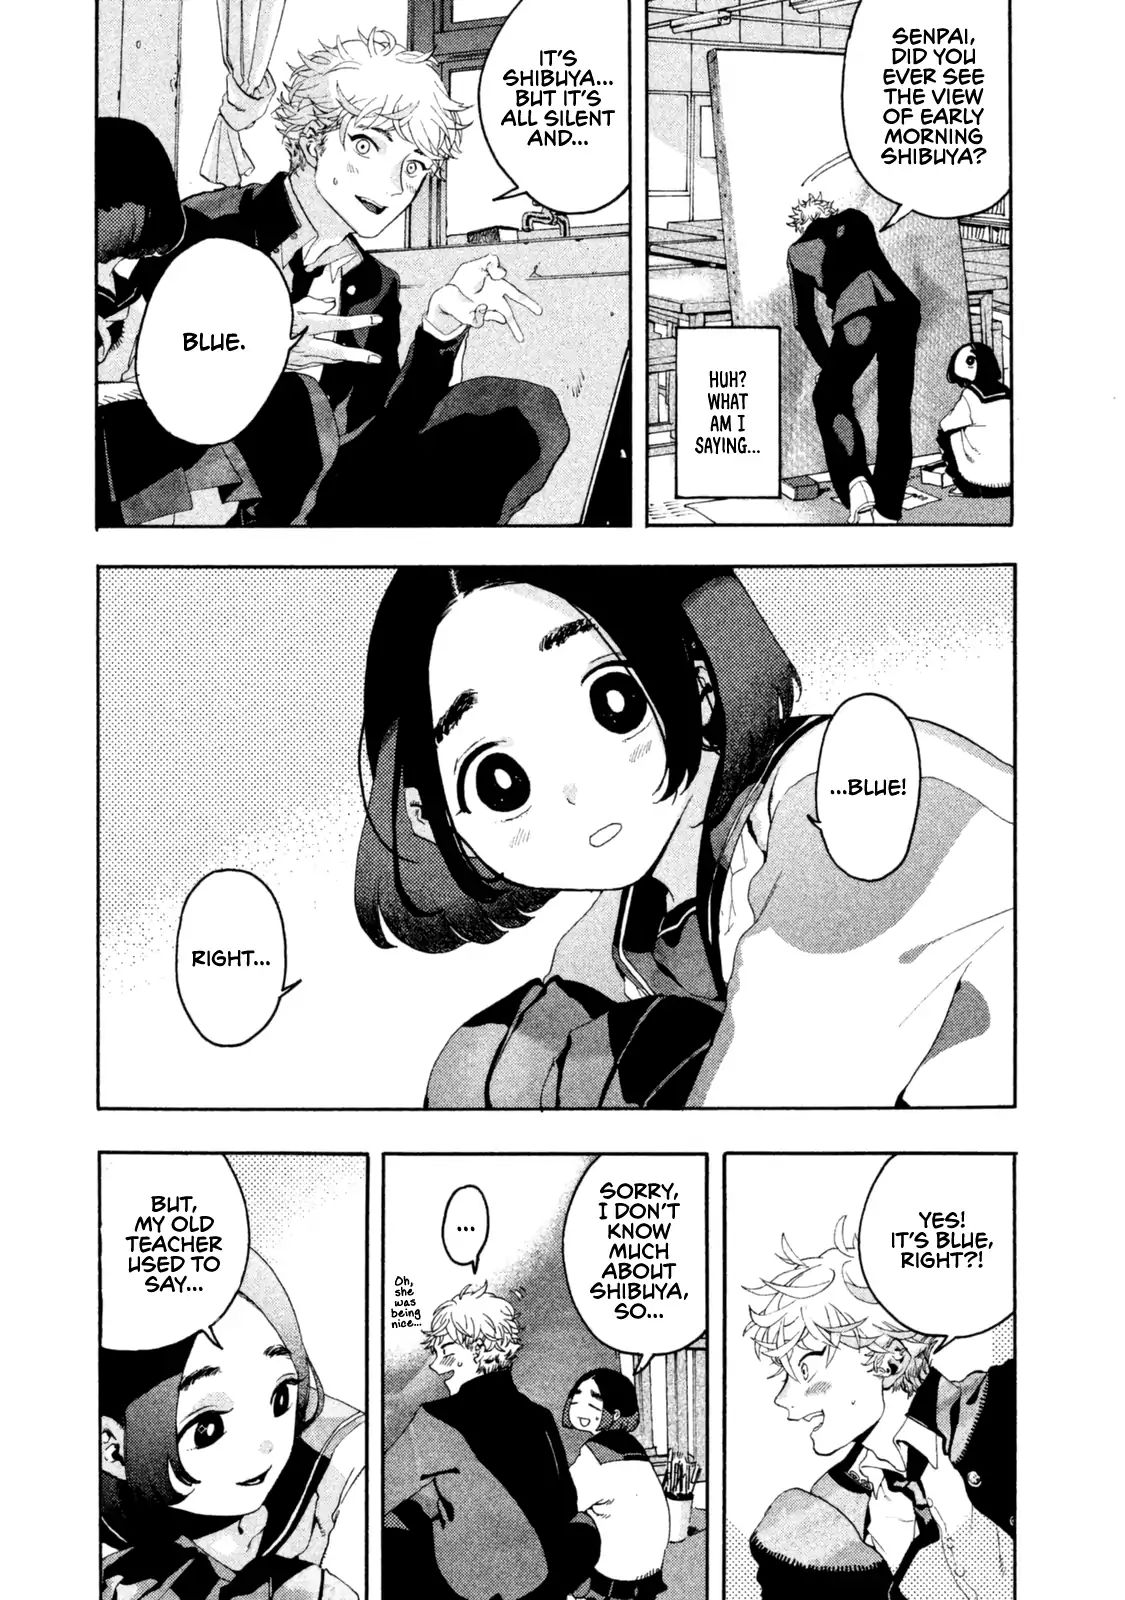 SENPAI,
DID YOU
EVER SEE
THE VIEW
OF EARLY
MORNING
SHIBUYA?
HUH?
WHAT
AM I
SAYING...
IT'S
SHIBUYA...
BUT IT'S
ALL SILENT
AND...
BLUE.
...BLUE!
RIGHT...
YES!
IT'S BLUE,
RIGHT?!
SORRY,
I DON'T
KNOW
MUCH
ABOUT
SHIBUYA,
SO...
...
Oh,
she
was
being
nice...
BUT,
MY OLD
TEACHER
USED TO
SAY...